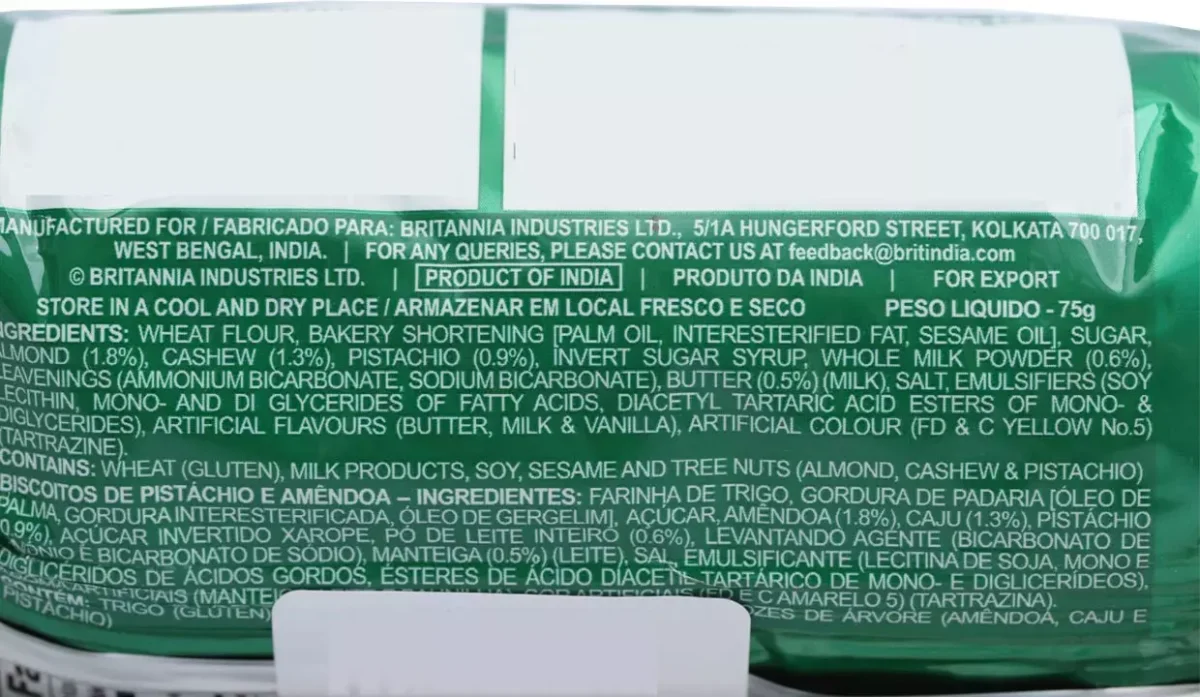 MANUFACTURED FOR / FABRICADO PARA: BRITANNIA INDUSTRIES LTD., 5/1A HUNGERFORD STREET, KOLKATA 700 017,
WEST BENGAL, INDIA. | FOR ANY QUERIES, PLEASE CONTACT US AT feedback@britindia.com
© BRITANNIA INDUSTRIES LTD. | PRODUCT OF INDIA | PRODUTO DA INDIA | FOR EXPORT
STORE IN A COOL AND DRY PLACE / ARMAZENAR EM LOCAL FRESCO E SECO PESO LIQUIDO - 75g
INGREDIENTS: WHEAT FLOUR, BAKERY SHORTENING [PALM OIL, INTERESTERIFIED FAT, SESAME OIL], SUGAR,
ALMOND (1.8%), CASHEW (1.3%), PISTACHIO (0.9%), INVERT SUGAR SYRUP, WHOLE MILK POWDER (0.6%),
LEAVENINGS (AMMONIUM BICARBONATE, SODIUM BICARBONATE), BUTTER (0.5%) (MILK), SALT, EMULSIFIERS (SOY
LECITHIN, MONO- AND DI GLYCERIDES OF FATTY ACIDS, DIACETYL TARTARIC ACID ESTERS OF MONO- &
DIGLYCERIDES), ARTIFICIAL FLAVOURS (BUTTER, MILK & VANILLA), ARTIFICIAL COLOUR (FD & C YELLOW No.5)
(TARTRAZINE).
CONTAINS: WHEAT (GLUTEN), MILK PRODUCTS, SOY, SESAME AND TREE NUTS (ALMOND, CASHEW & PISTACHIO)
BISCOITOS DE PISTÁCHIO E AMÊNDOA – INGREDIENTES: FARINHA DE TRIGO, GORDURA DE PADARIA [ÓLEO DE
PALMA, GORDURA INTERESTERIFICADA, ÓLEO DE GERGELIM], AÇÚCAR, AMÊNDOA (1.8%), CAJU (1.3%), PISTÁCHIO
0.9%), AÇÚCAR INVERTIDO XAROPE, PÓ DE LEITE INTEIRO (0.6%), LEVANTANDO AGENTE (BICARBONATO DE
E BICARBONATO DE SÓDIO), MANTEIGA (0.5%) (LEITE), SAL, EMULSIFICANTE (LECITINA DE SOJA, MONO E
DIGLICÉRIDOS DE ÁCIDOS GORDOS, ÉSTERES DE ÁCIDO DIACETIL TARTÁRICO DE MONO- E DIGLICERÍDEOS),
ARTIFICIAIS (FD E C AMARELO 5) (TARTRAZINA).
CONTÉM: TRIGO (GLÚTEN) DE ÁRVORE (AMÊNDOA, CAJU E
PISTÁCHIO)